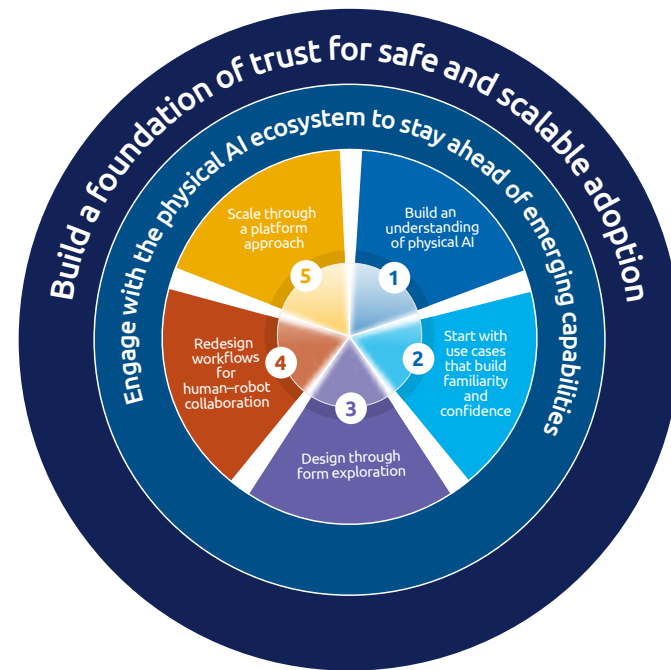 Build a foundation of trust for safe and scalable adoption
Engage with the physical AI ecosystem to stay ahead of emerging capabilities
1
Build an
understanding
of physical AI
2
Start with
use cases
that build
familiarity
and
confidence
3
Design through
form exploration
4
Redesign
workflows
for
human–robot
collaboration
5
Scale through
a platform
approach